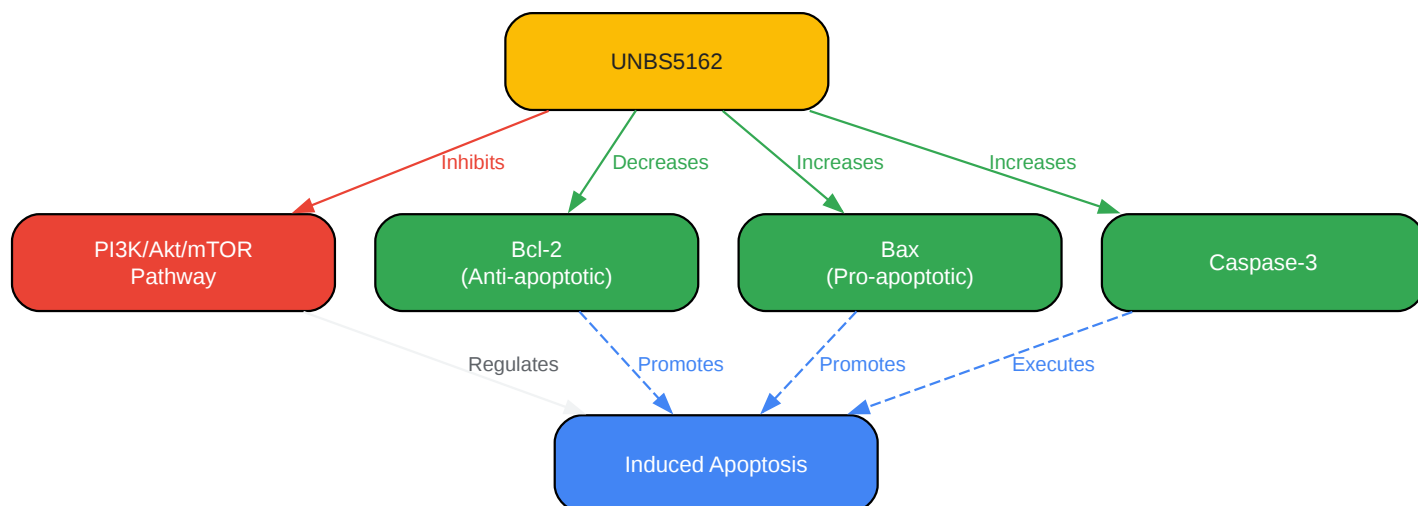 UNBS5162
Inhibits
Decreases
Increases
Increases
PI3K/Akt/mTOR
Pathway
Bcl-2
(Anti-apoptotic)
Bax
(Pro-apoptotic)
Caspase-3
Regulates
Promotes
Promotes
Executes
Induced Apoptosis